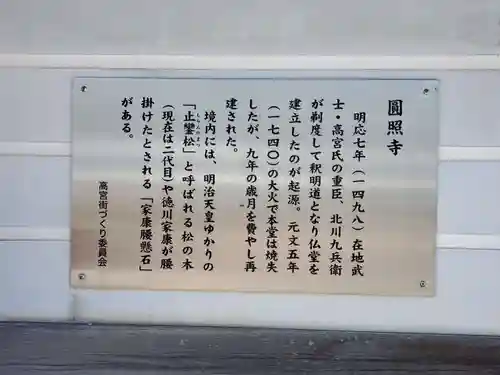 圓照寺
明応七年(一四九八)在地武
士・高宮氏の重臣、北川九兵衛
が剃度して釈明道となり仏堂を
建立したのが起源。元文五年
(一七四〇)の大火で本堂は焼失
したが、九年の歳月を費やし再
建された。
境内には、明治天皇ゆかりの
「止鑾松」と呼ばれる松の木
(現在は二代目)や徳川家康が腰
掛けたとされる「家康腰懸石」
がある。
高宮街づくり委員会